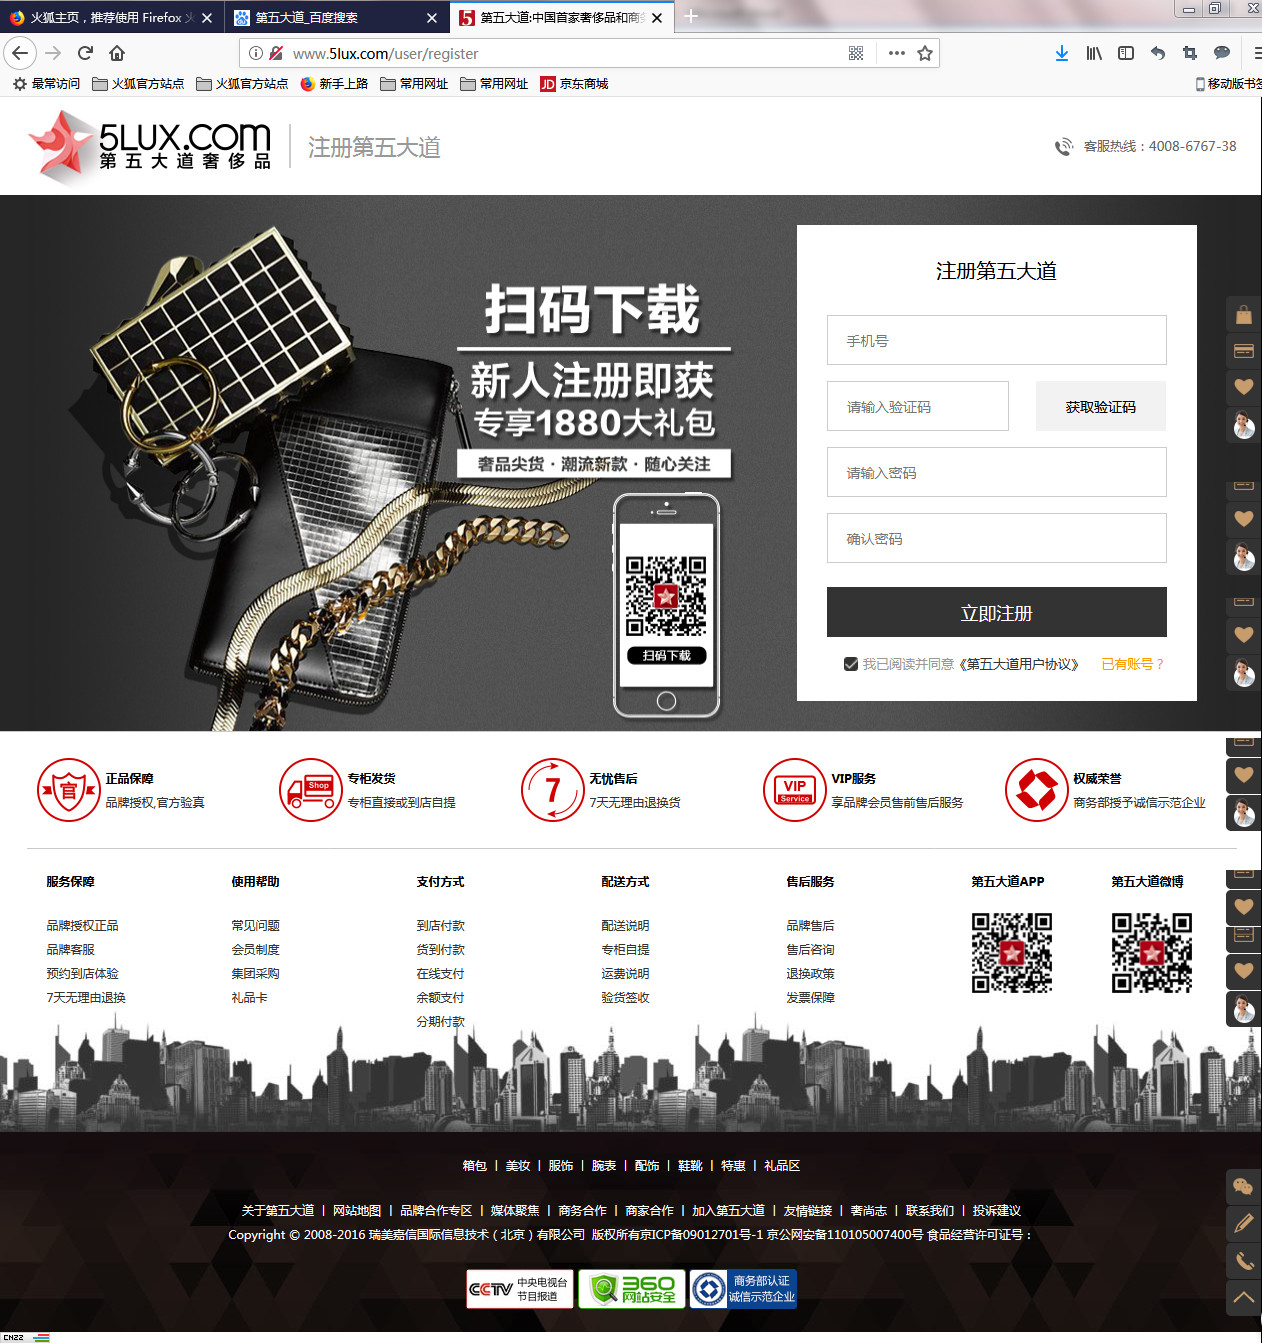 火狐主页，推荐使用 Firefox
第五大道_百度搜索
5 第五大道:中国首家奢侈品和商
www.5lux.com/user/register
最常访问 火狐官方站点 火狐官方站点 新手上路 常用网址 常用网址 JD 京东商城 移动版书签
5LUX.COM
第五大道奢侈品
注册第五大道
客服热线：4008-6767-38
扫码下载
新人注册即获
专享1880大礼包
奢品尖货 · 潮流新款 · 随心关注
扫码下载
注册第五大道
手机号
请输入验证码 获取验证码
请输入密码
确认密码
立即注册
我已阅读并同意《第五大道用户协议》 已有账号？
官 正品保障
品牌授权,官方验真
Shop 专柜发货
专柜直接或到店自提
7 无忧售后
7天无理由退换货
VIP Service VIP服务
享品牌会员售前售后服务
权威荣誉
商务部授予诚信示范企业
服务保障
品牌授权正品
品牌客服
预约到店体验
7天无理由退换
使用帮助
常见问题
会员制度
集团采购
礼品卡
支付方式
到店付款
货到付款
在线支付
余额支付
分期付款
配送方式
配送说明
专柜自提
运费说明
验货签收
售后服务
品牌售后
售后咨询
退换政策
发票保障
第五大道APP
第五大道微博
箱包 | 美妆 | 服饰 | 腕表 | 配饰 | 鞋靴 | 特惠 | 礼品区
关于第五大道 | 网站地图 | 品牌合作专区 | 媒体聚焦 | 商务合作 | 商家合作 | 加入第五大道 | 友情链接 | 奢尚志 | 联系我们 | 投诉建议
Copyright © 2008-2016 瑞美嘉信国际信息技术（北京）有限公司 版权所有京ICP备09012701号-1 京公网安备110105007400号 食品经营许可证号：
CCTV 中央电视台
节目报道
360
网站安全
商务部认证
诚信示范企业
CNZZ